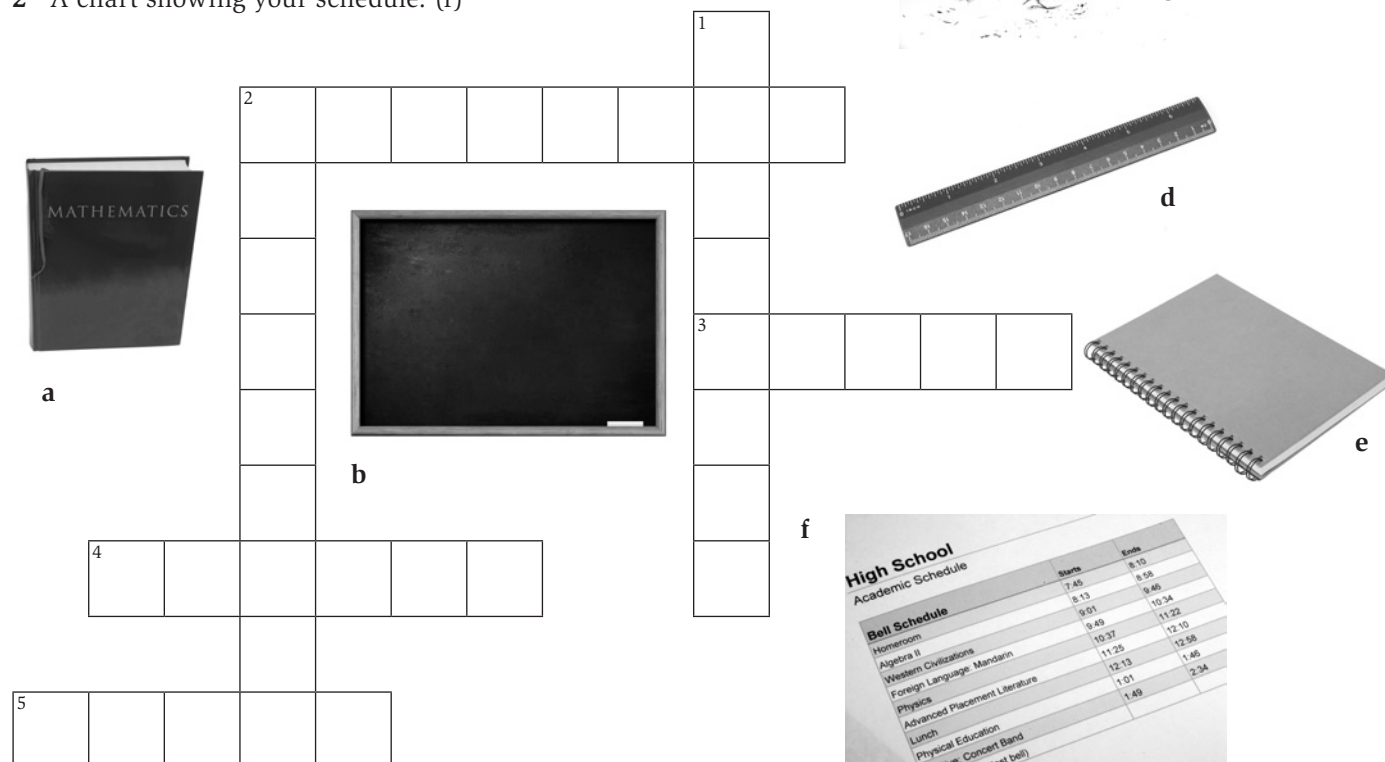 2 A chart showing your schedule. (f)
1
2
MATHEMATICS
d
3
a
e
b
f
4
High School
Academic Schedule
Starts
Ends
Bell Schedule
7:45
8:10
Homeroom
8:13
8:58
Algebra II
9:01
9:46
Western Civilizations
9:49
10:34
Foreign Language: Mandarin
10:37
11:22
Physics
11:25
12:10
Advanced Placement Literature
12:13
12:58
Lunch
1:01
1:46
Physical Education
1:49
2:34
Concert Band
bell)
5